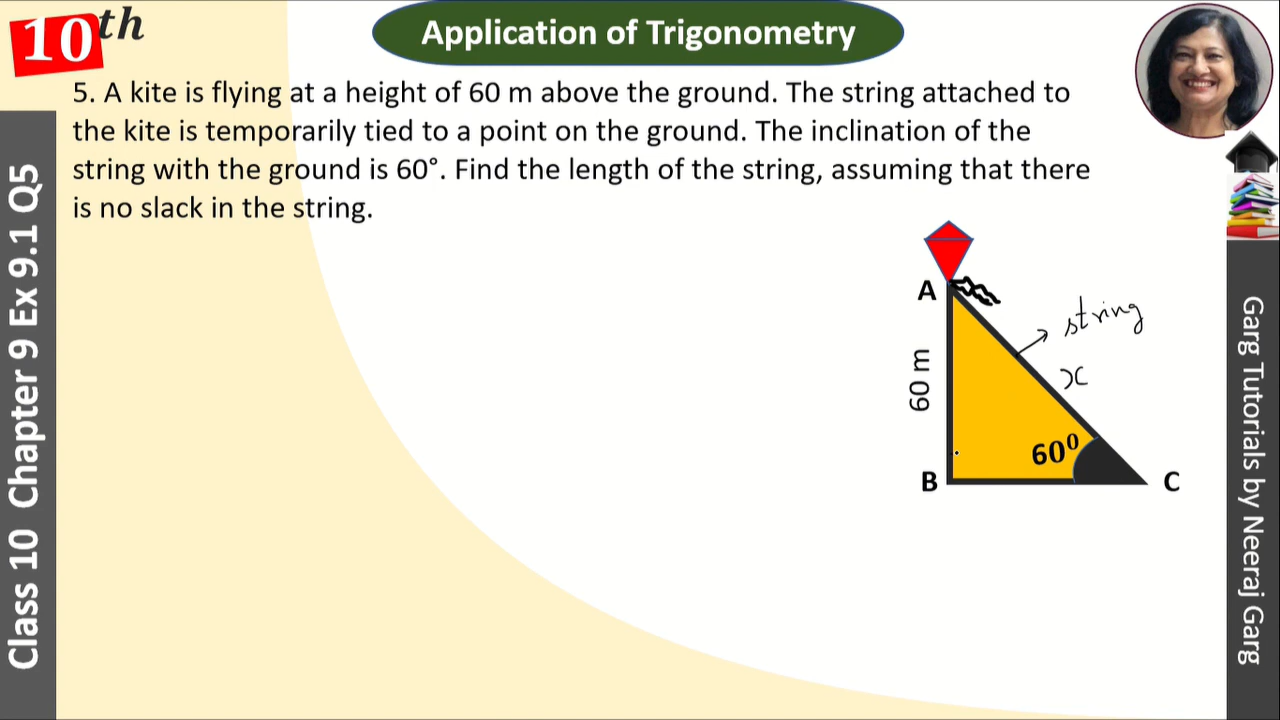 10th
Application of Trigonometry
5. A kite is flying at a height of 60 m above the ground. The string attached to
the kite is temporarily tied to a point on the ground. The inclination of the
string with the ground is 60°. Find the length of the string, assuming that there
is no slack in the string.
A
string
60 m
x
60⁰
B
C
Class 10 Chapter 9 Ex 9.1 Q5
Garg Tutorials by Neeraj Garg